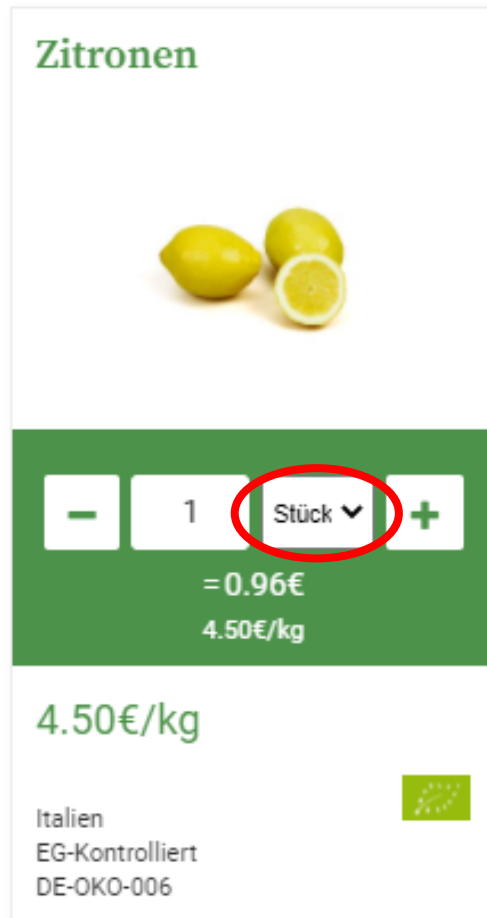 Zitronen
1 Stück
=0.96€
4.50€/kg
4.50€/kg
Italien
EG-Kontrolliert
DE-OKO-006